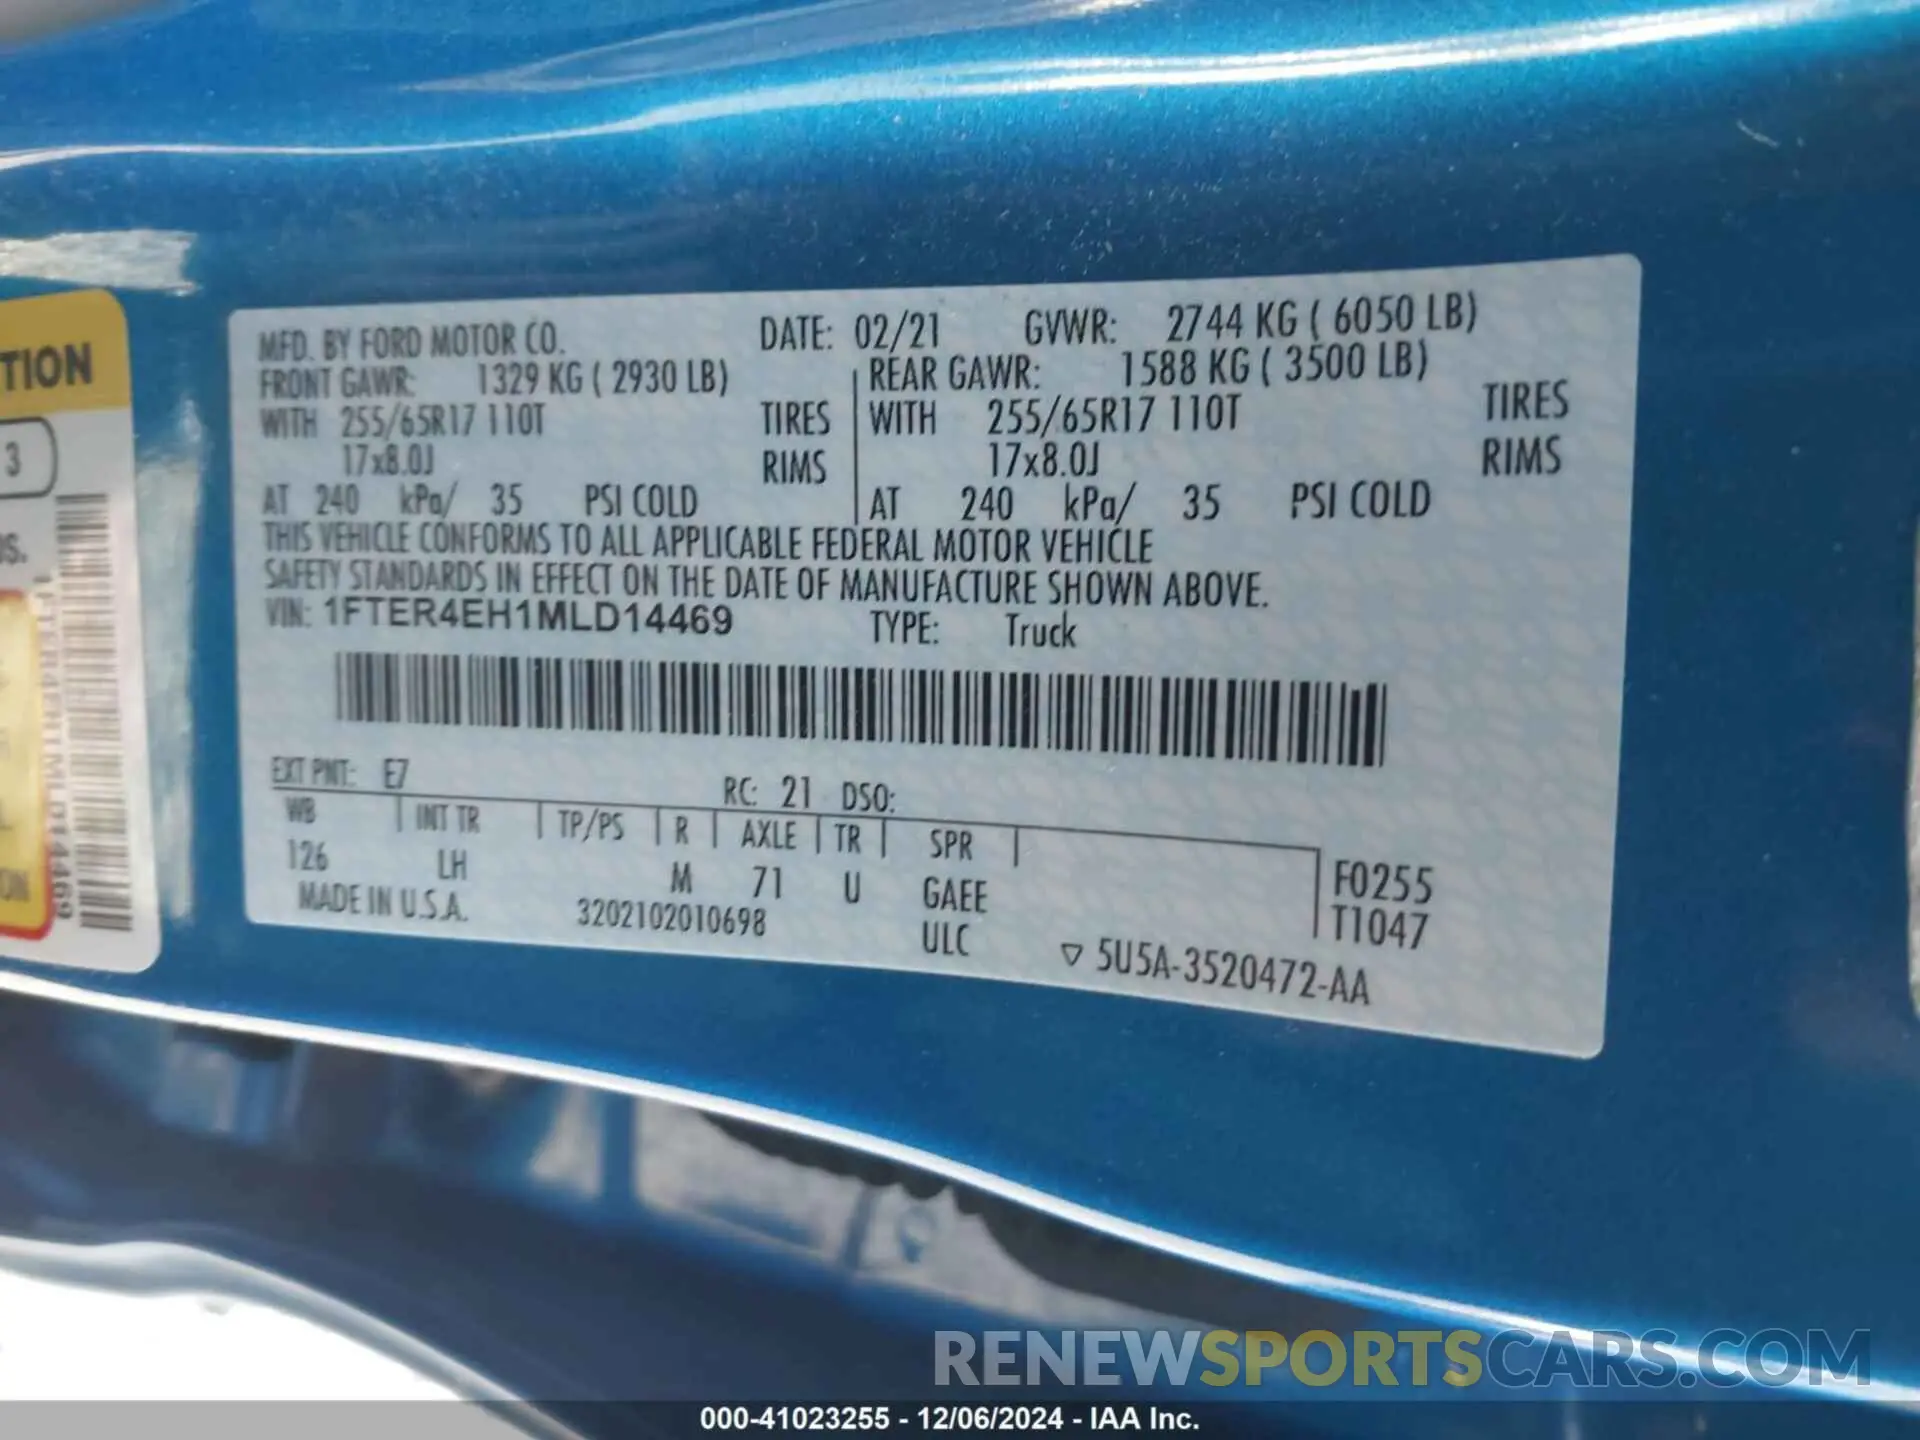 MFD. BY FORD MOTOR CO. DATE: 02/21 GVWR: 2744 KG ( 6050 LB)
FRONT GAWR: 1329 KG ( 2930 LB) REAR GAWR: 1588 KG ( 3500 LB)
WITH 255/65R17 110T TIRES WITH 255/65R17 110T TIRES
17x8.0J RIMS 17x8.0J RIMS
AT 240 kPa/ 35 PSI COLD AT 240 kPa/ 35 PSI COLD
THIS VEHICLE CONFORMS TO ALL APPLICABLE FEDERAL MOTOR VEHICLE
SAFETY STANDARDS IN EFFECT ON THE DATE OF MANUFACTURE SHOWN ABOVE.
VIN: 1FTER4EH1MLD14469 TYPE: Truck
EXT PNT: E7 RC: 21 DSO:
WB INT TR TP/PS R AXLE TR SPR
126 LH M 71 U GAEE F0255
MADE IN U.S.A. 3202102010698 ULC T1047
▽ 5U5A-3520472-AA
TION
3
1FTER4EH1MLD14469
ON
RENEWSPORTSCARS.COM
000-41023255 - 12/06/2024 - IAA Inc.